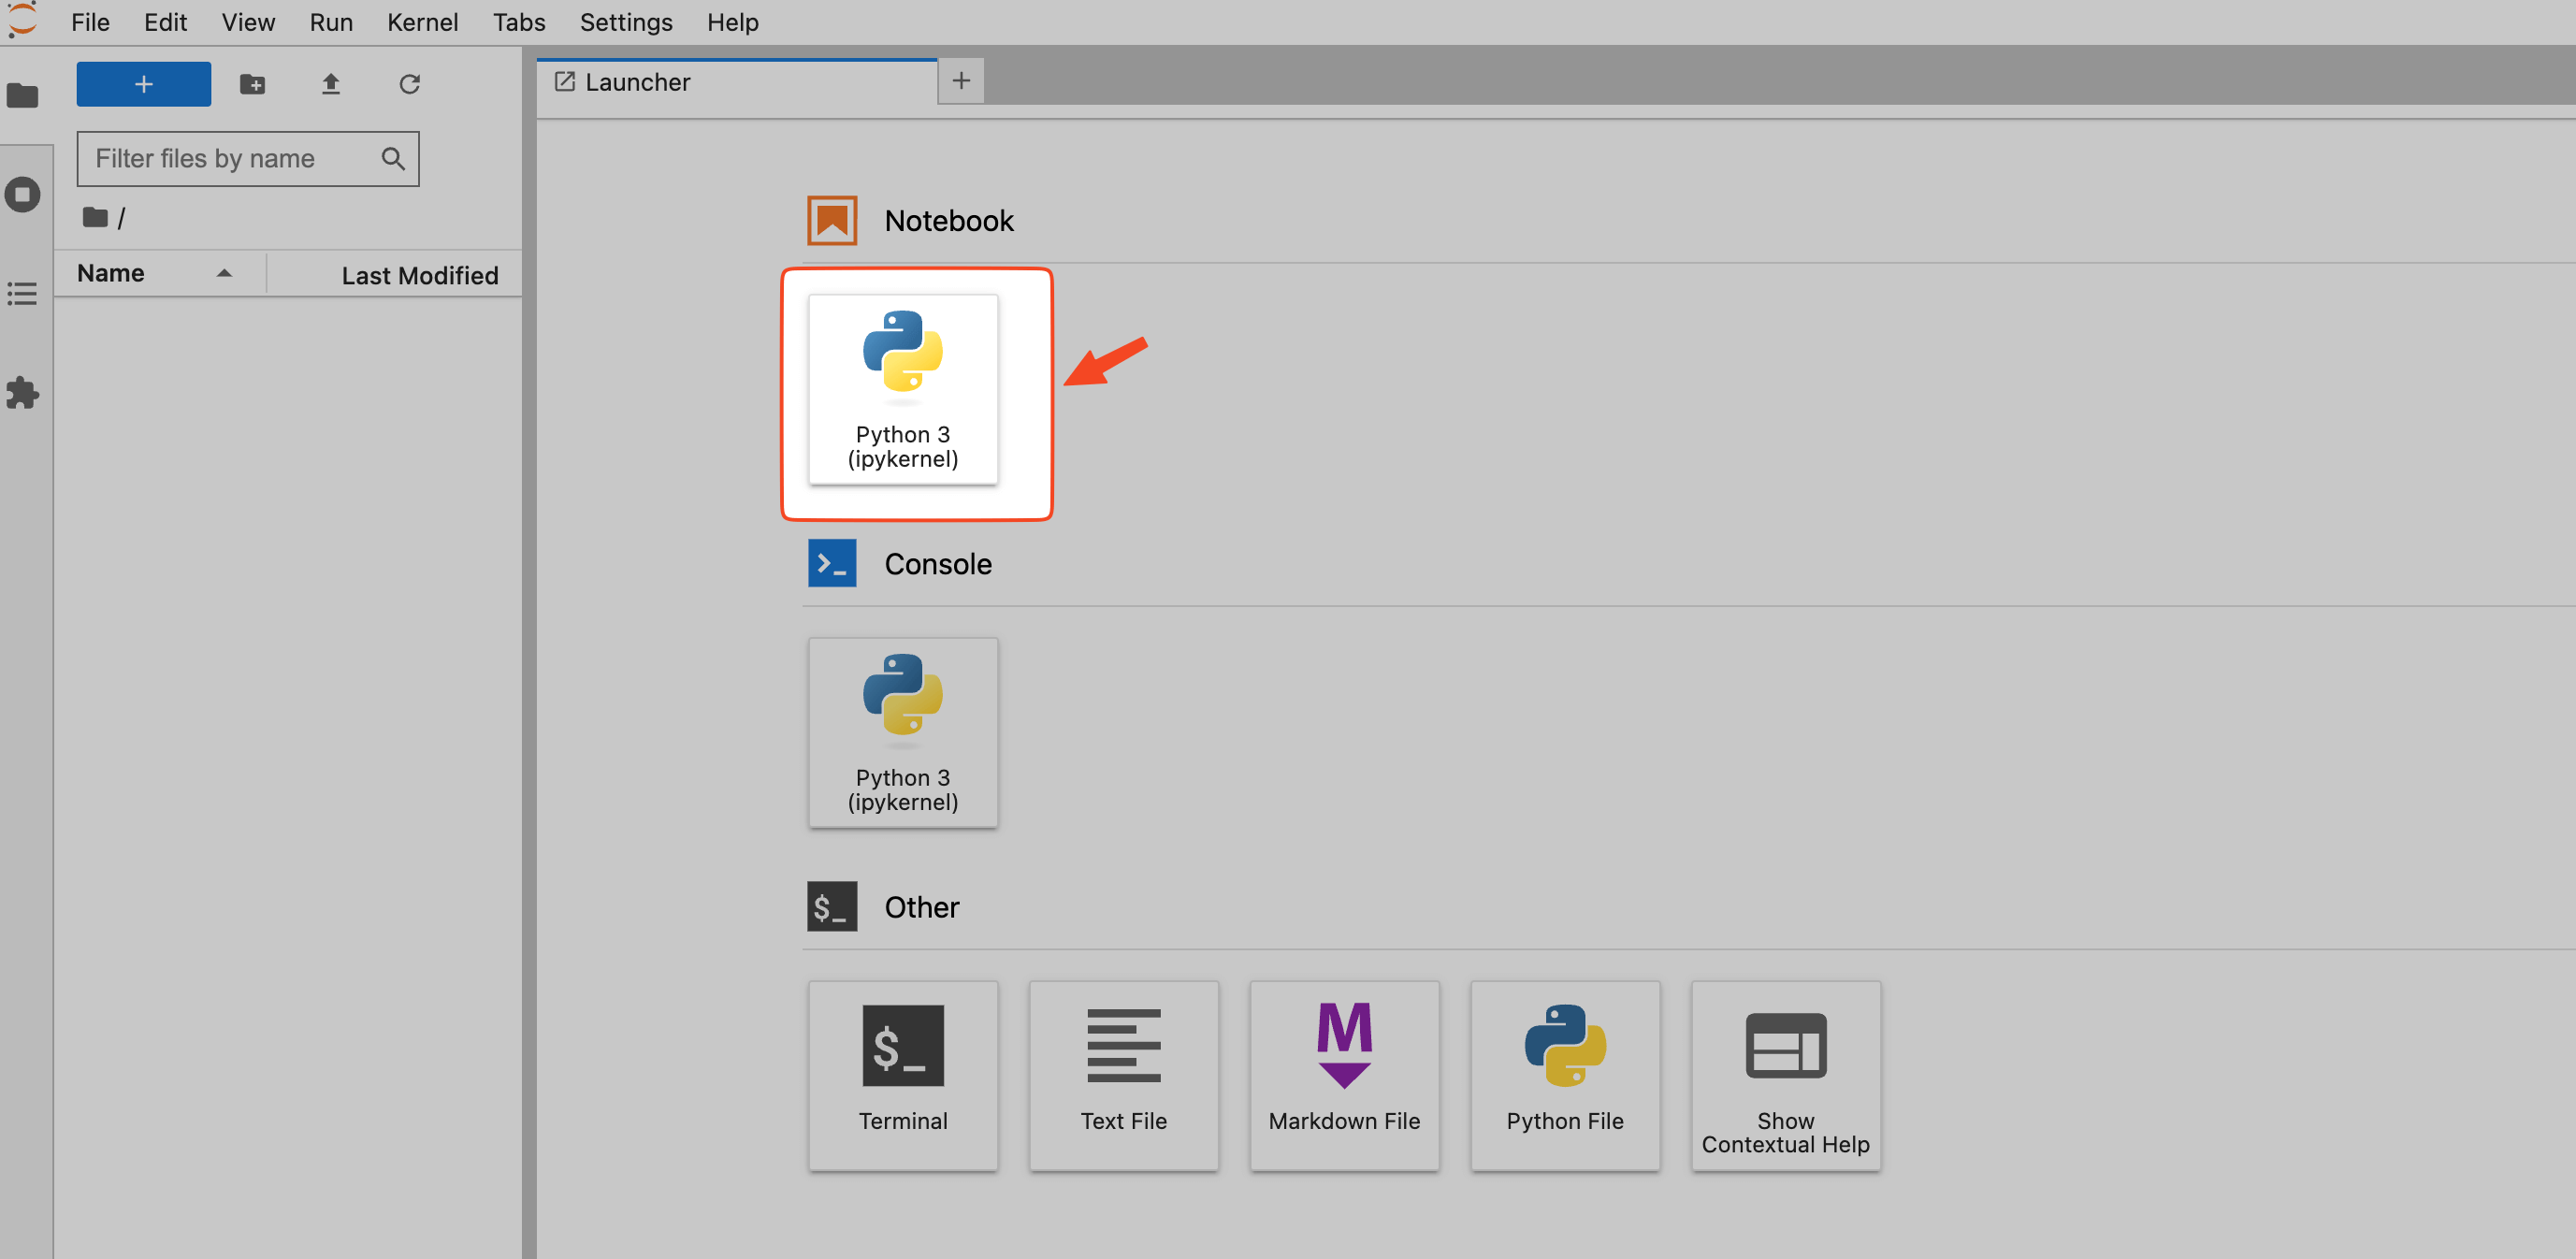 File Edit View Run Kernel Tabs Settings Help
Launcher
Filter files by name
/
Name Last Modified
Notebook
Python 3
(ipykernel)
Console
Python 3
(ipykernel)
$_ Other
$_
Terminal
Text File
M
Markdown File
Python File
Show
Contextual Help